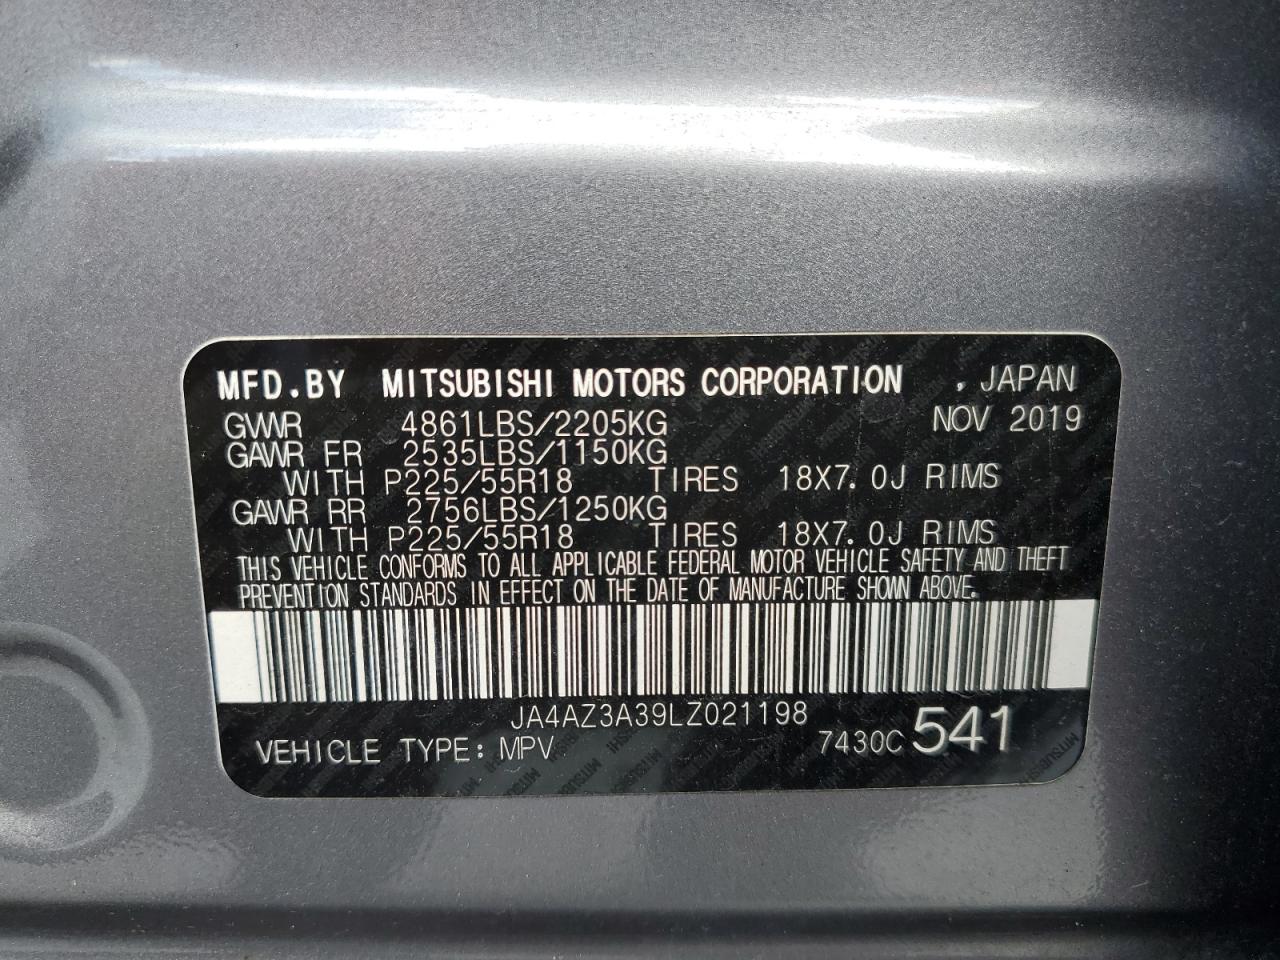 MFD.BY MITSUBISHI MOTORS CORPORATION , JAPAN
GVWR 4861LBS/2205KG NOV 2019
GAWR FR 2535LBS/1150KG
WITH P225/55R18 TIRES 18X7.0J RIMS
GAWR RR 2756LBS/1250KG
WITH P225/55R18 TIRES 18X7.0J RIMS
THIS VEHICLE CONFORMS TO ALL APPLICABLE FEDERAL MOTOR VEHICLE SAFETY AND THEFT
PREVENTION STANDARDS IN EFFECT ON THE DATE OF MANUFACTURE SHOWN ABOVE.
JA4AZ3A39LZ021198
VEHICLE TYPE: MPV 7430C 541